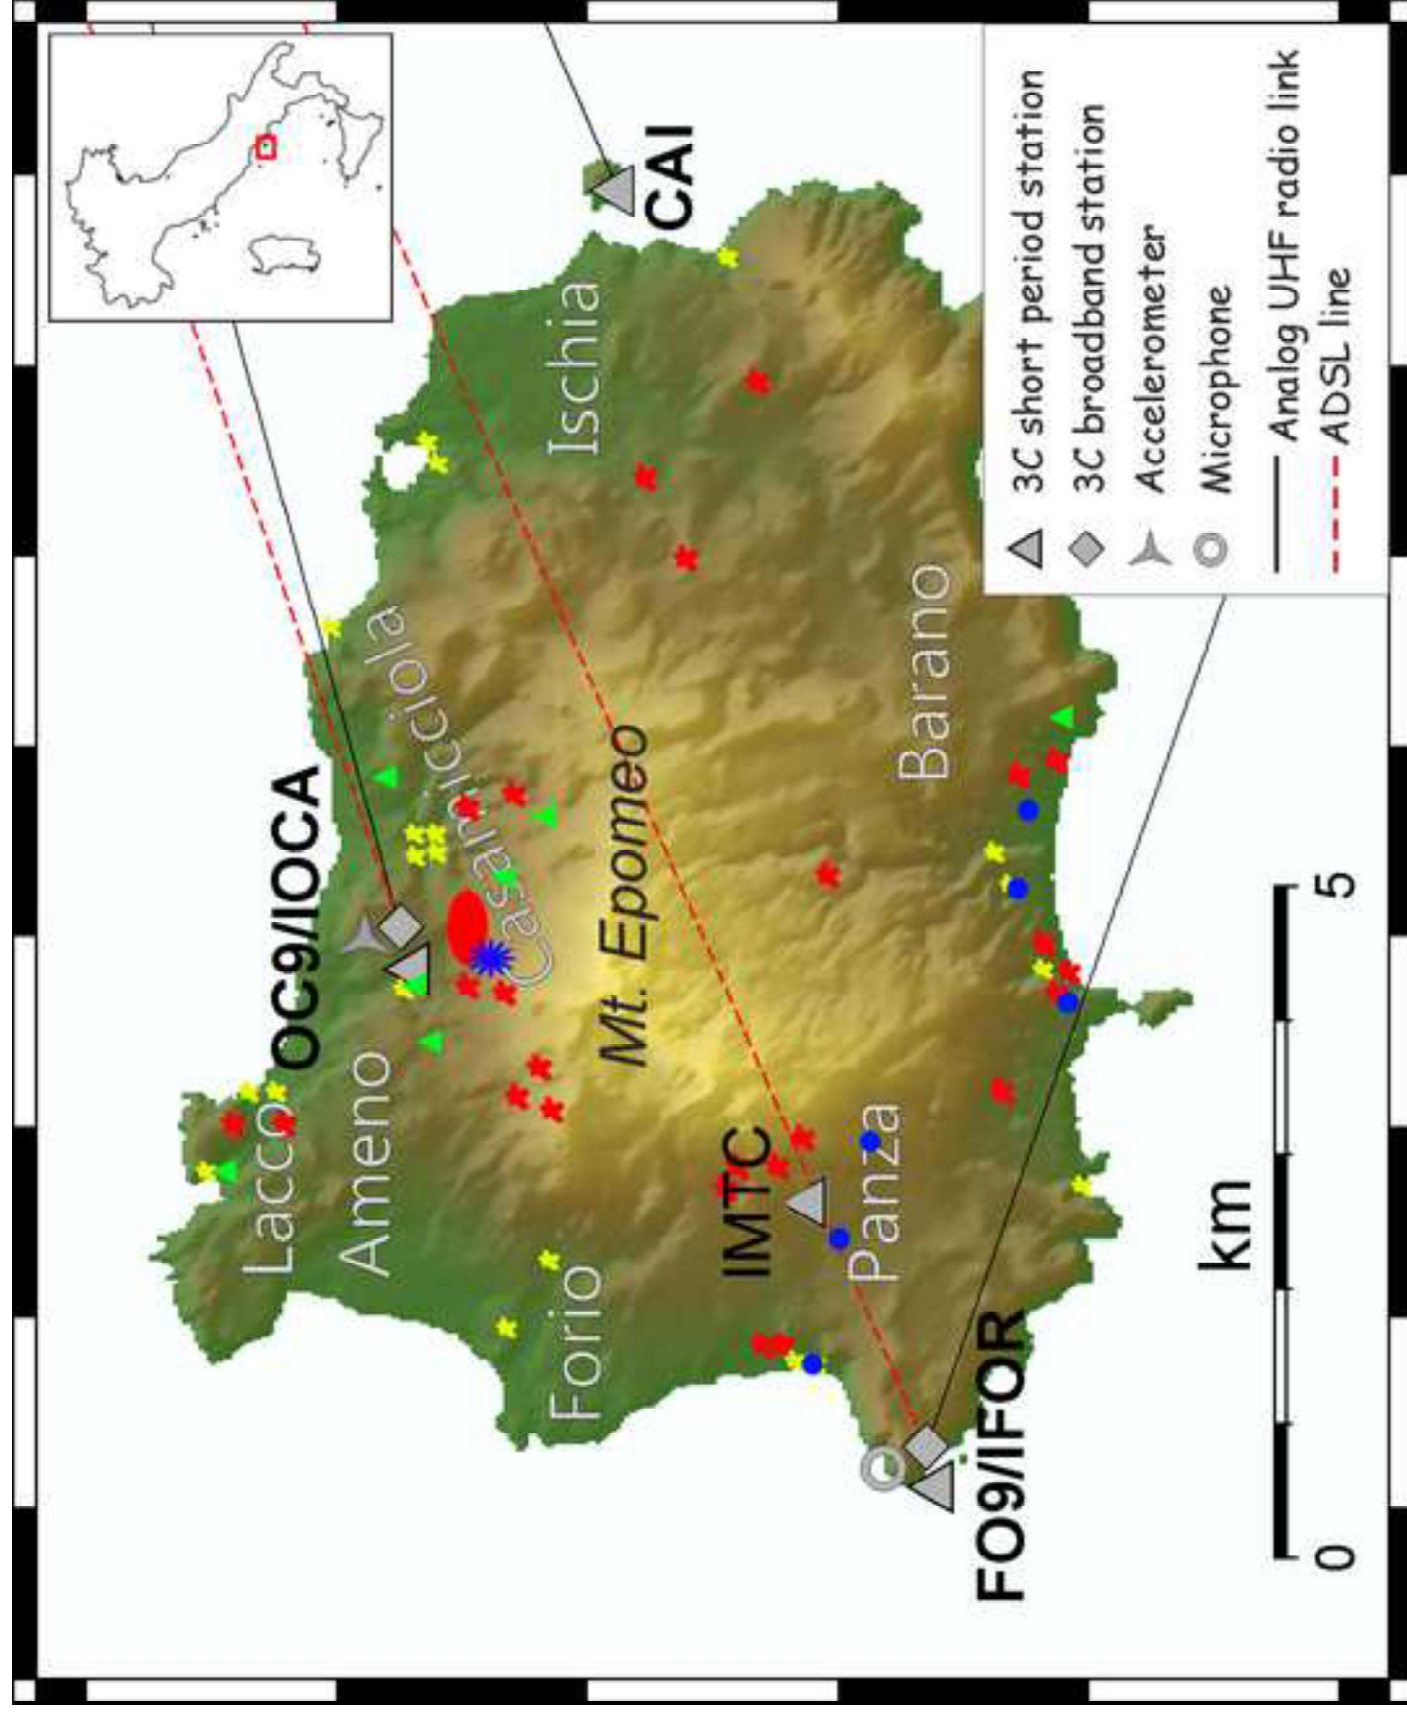 CAI
Ischia
OC9/IOCA
Casamicciola
Lacco
Ameno
Mt. Epomeo
Forio
IMTC
Panza
Barano
FO9/IFOR
km
0
5
3C short period station
3C broadband station
Accelerometer
Microphone
Analog UHF radio link
ADSL line